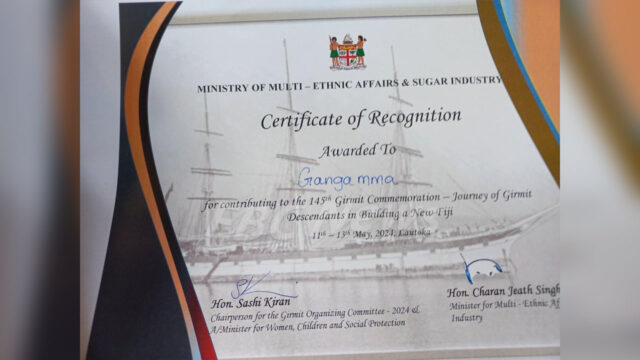 MINISTRY OF MULTI – ETHNIC AFFAIRS & SUGAR INDUSTRY
Certificate of Recognition
Awarded To
Gangamma
for contributing to the 145th Girmit Commemoration – Journey of Girmit
Descendants in Building a New Fiji
11th – 13th May, 2024, Lautoka
Hon. Sashi Kiran
Chairperson for the Girmit Organizing Committee - 2024 &
A/Minister for Women, Children and Social Protection
Hon. Charan Jeath Singh
Minister for Multi - Ethnic Af
Industry